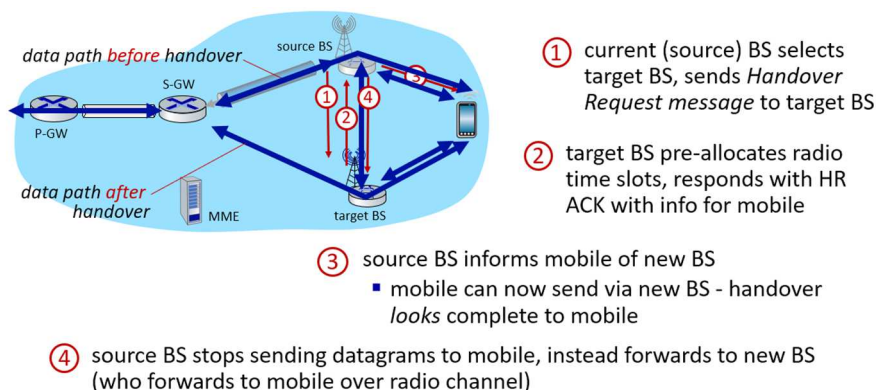 data path before handover
source BS
S-GW
P-GW
1
2
3
4
data path after
handover
MME
target BS
1 current (source) BS selects
target BS, sends Handover
Request message to target BS
2 target BS pre-allocates radio
time slots, responds with HR
ACK with info for mobile
3 source BS informs mobile of new BS
▪ mobile can now send via new BS - handover
looks complete to mobile
4 source BS stops sending datagrams to mobile, instead forwards to new BS
(who forwards to mobile over radio channel)